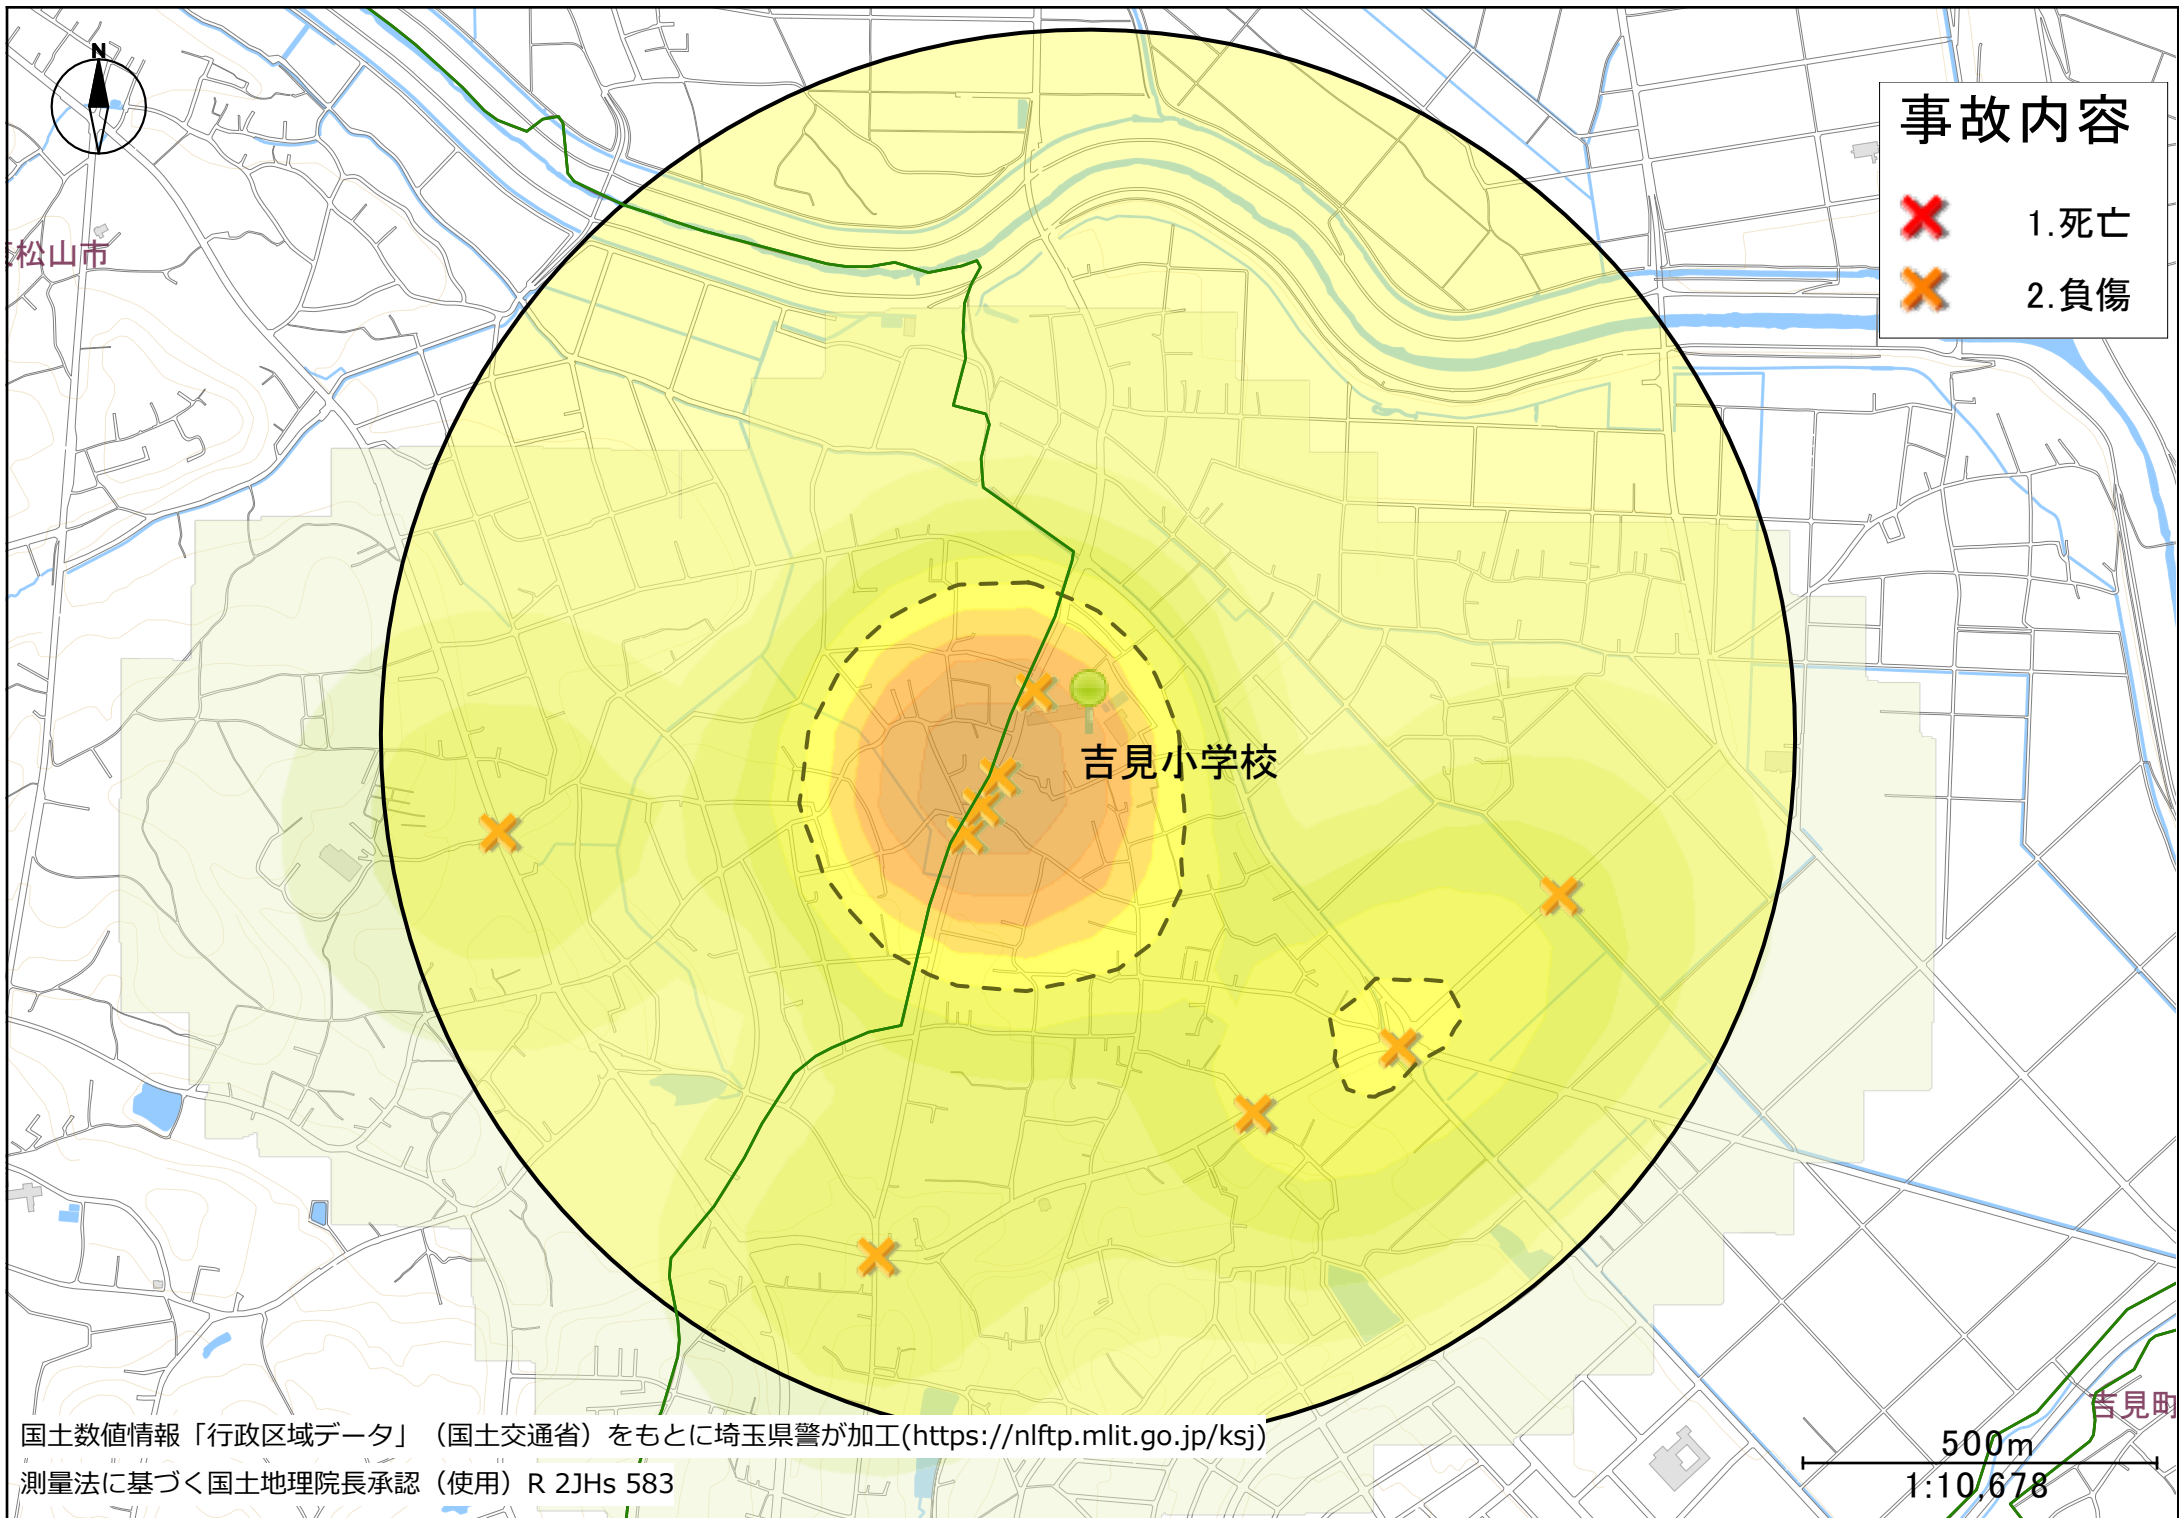 N
事故内容
1.死亡
2.負傷
松山市
吉見小学校
吉見町
国土数値情報「行政区域データ」（国土交通省）をもとに埼玉県警が加工(https://nlftp.mlit.go.jp/ksj)
測量法に基づく国土地理院長承認（使用）R 2JHs 583
500m
1:10,678